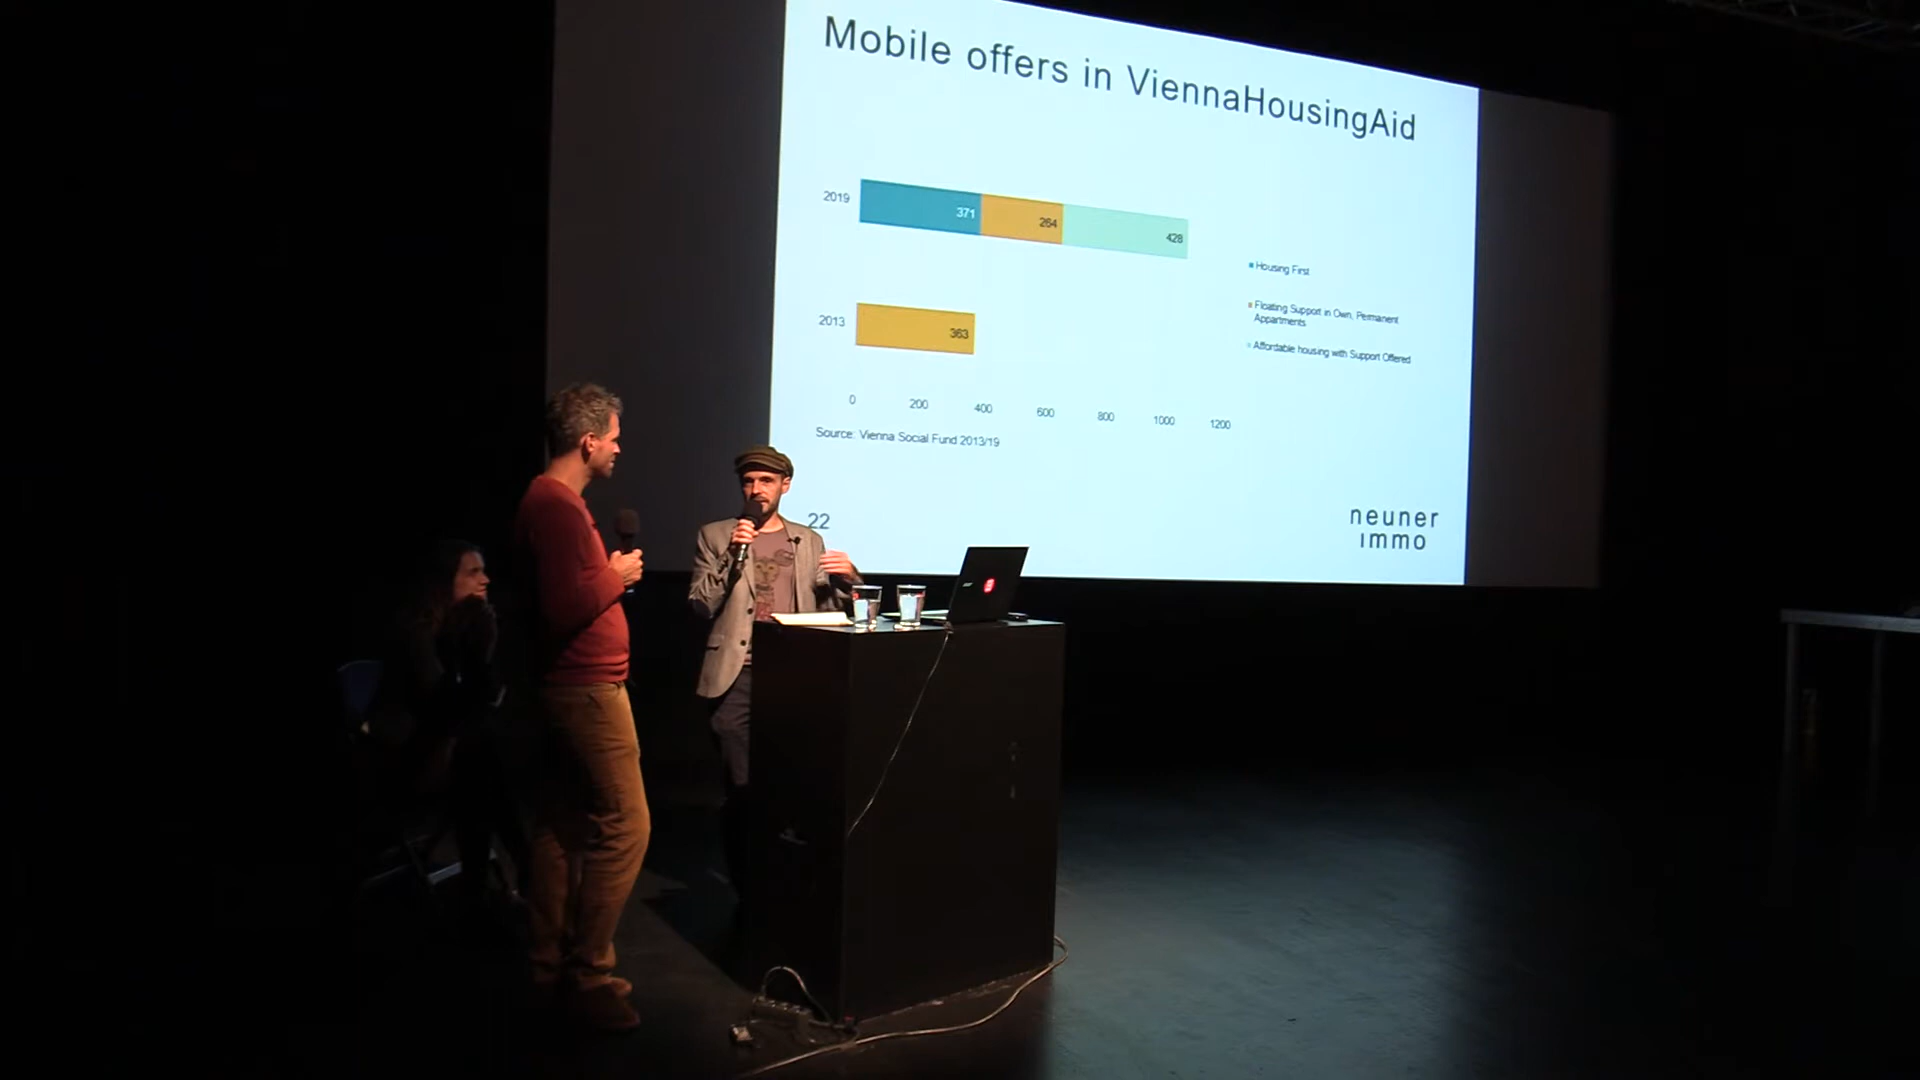 Mobile offers in ViennaHousingAid
2019
371
264
428
Housing First
Floating Support in Own, Permanent
Appartments
2013
363
Affordable housing with Support Offered
0 200 400 600 800 1000 1200
Source: Vienna Social Fund 2013/19
22
neuner
immo